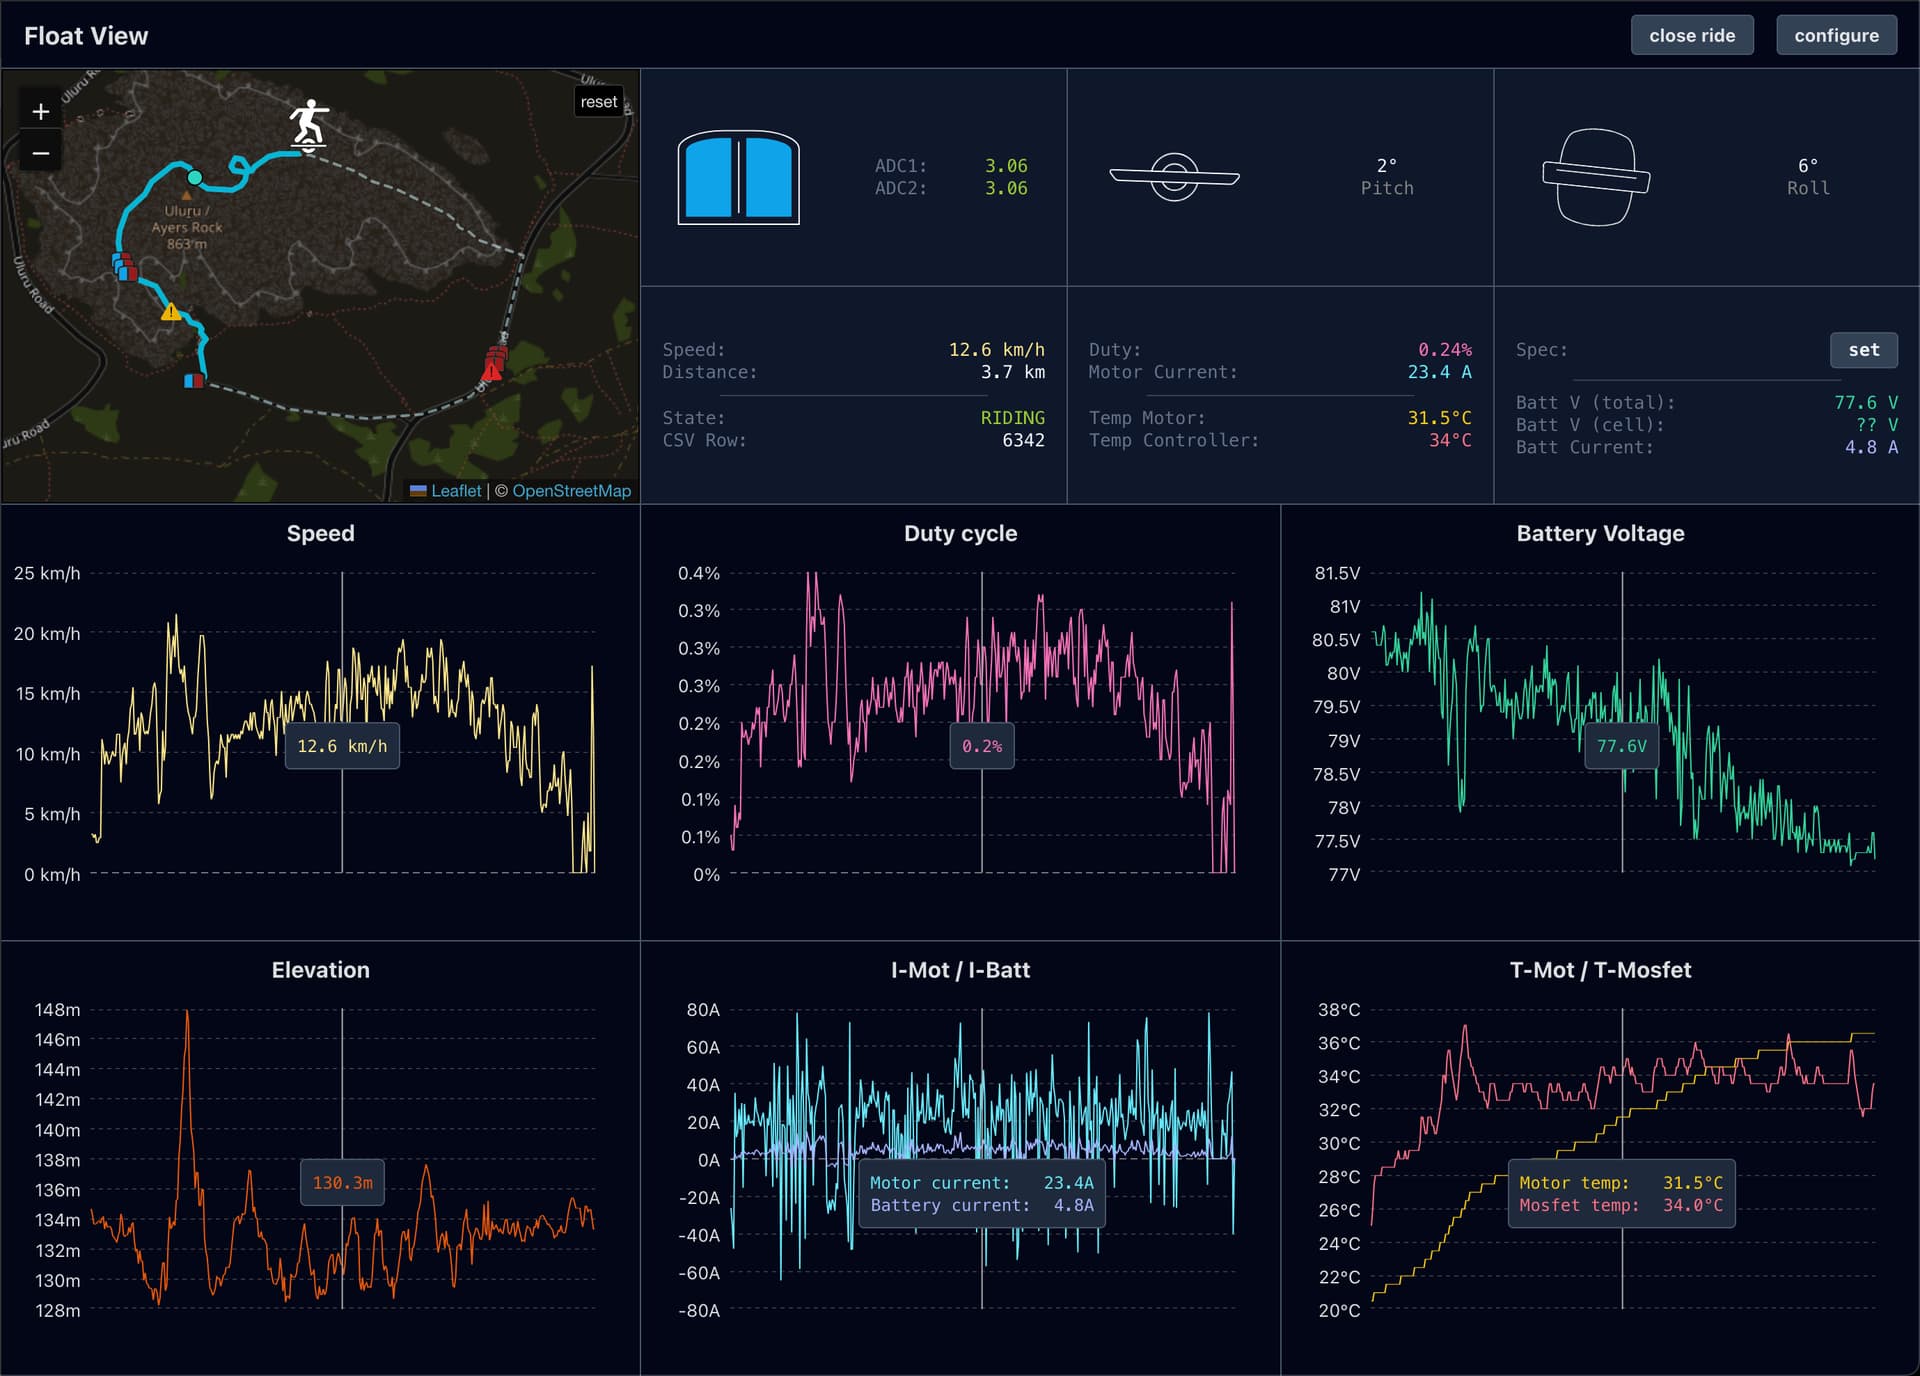 Float View
close ride
configure
+
−
reset
Uluru /
Ayers Rock
863 m
Uluru Road
Leaflet | © OpenStreetMap
ADC1: 3.06
ADC2: 3.06
2°
Pitch
6°
Roll
Speed: 12.6 km/h
Distance: 3.7 km
State: RIDING
CSV Row: 6342
Duty: 0.24%
Motor Current: 23.4 A
Temp Motor: 31.5°C
Temp Controller: 34°C
Spec: set
Batt V (total): 77.6 V
Batt V (cell): ?? V
Batt Current: 4.8 A
Speed
25 km/h
20 km/h
15 km/h
10 km/h
5 km/h
0 km/h
12.6 km/h
Duty cycle
0.4%
0.3%
0.3%
0.3%
0.2%
0.2%
0.1%
0.1%
0%
0.2%
Battery Voltage
81.5V
81V
80.5V
80V
79.5V
79V
78.5V
78V
77.5V
77V
77.6V
Elevation
148m
146m
144m
142m
140m
138m
136m
134m
132m
130m
128m
130.3m
I-Mot / I-Batt
80A
60A
40A
20A
0A
-20A
-40A
-60A
-80A
Motor current: 23.4A
Battery current: 4.8A
T-Mot / T-Mosfet
38°C
36°C
34°C
32°C
30°C
28°C
26°C
24°C
22°C
20°C
Motor temp: 31.5°C
Mosfet temp: 34.0°C